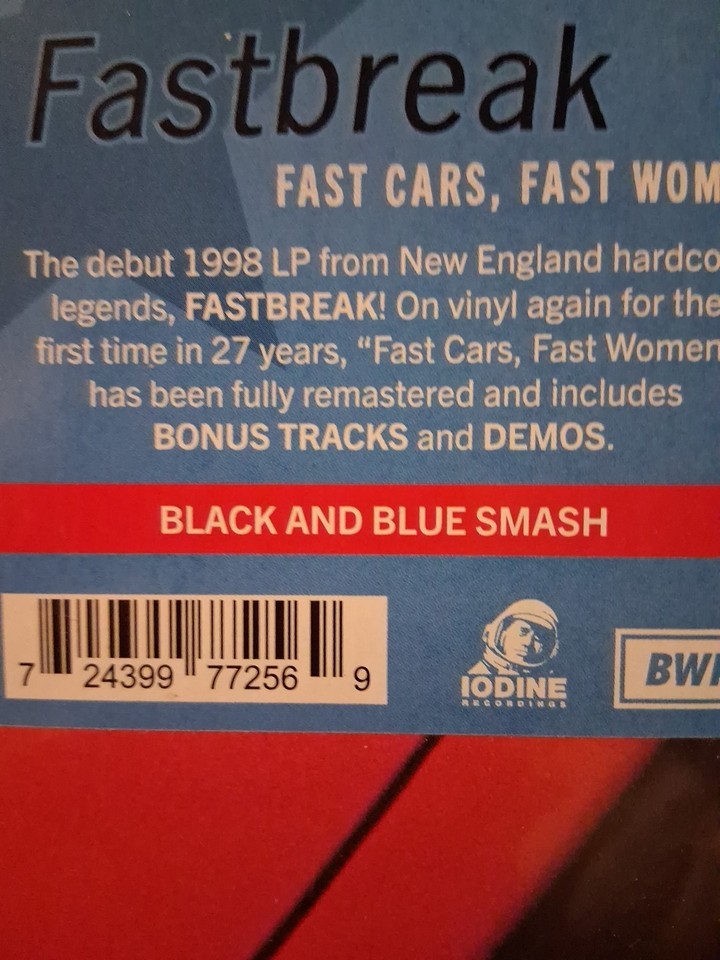 Fastbreak
FAST CARS, FAST WOM
The debut 1998 LP from New England hardco
legends, FASTBREAK! On vinyl again for the
first time in 27 years, "Fast Cars, Fast Women
has been fully remastered and includes
BONUS TRACKS and DEMOS.
BLACK AND BLUE SMASH
7 24399 77256 9
IODINE
RECORDINGS
BW